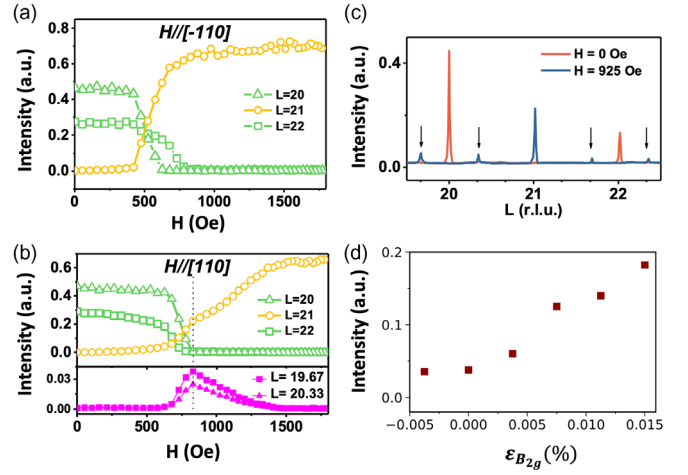 (a)
H//[-110]
0.8
0.6
0.4
0.2
0.0
Intensity (a.u.)
L=20
L=21
L=22
0 500 1000 1500
H (Oe)
(b)
H//[110]
0.6
0.4
0.2
0.0
0.03
0.00
Intensity (a.u.)
L=20
L=21
L=22
L= 19.67
L= 20.33
0 500 1000 1500
H (Oe)
(c)
0.4
0.0
Intensity (a.u.)
H = 0 Oe
H = 925 Oe
20 21 22
L (r.l.u.)
(d)
0.2
0.1
0.0
Intensity (a.u.)
−0.005 0.000 0.005 0.010 0.015
εB2g(%)